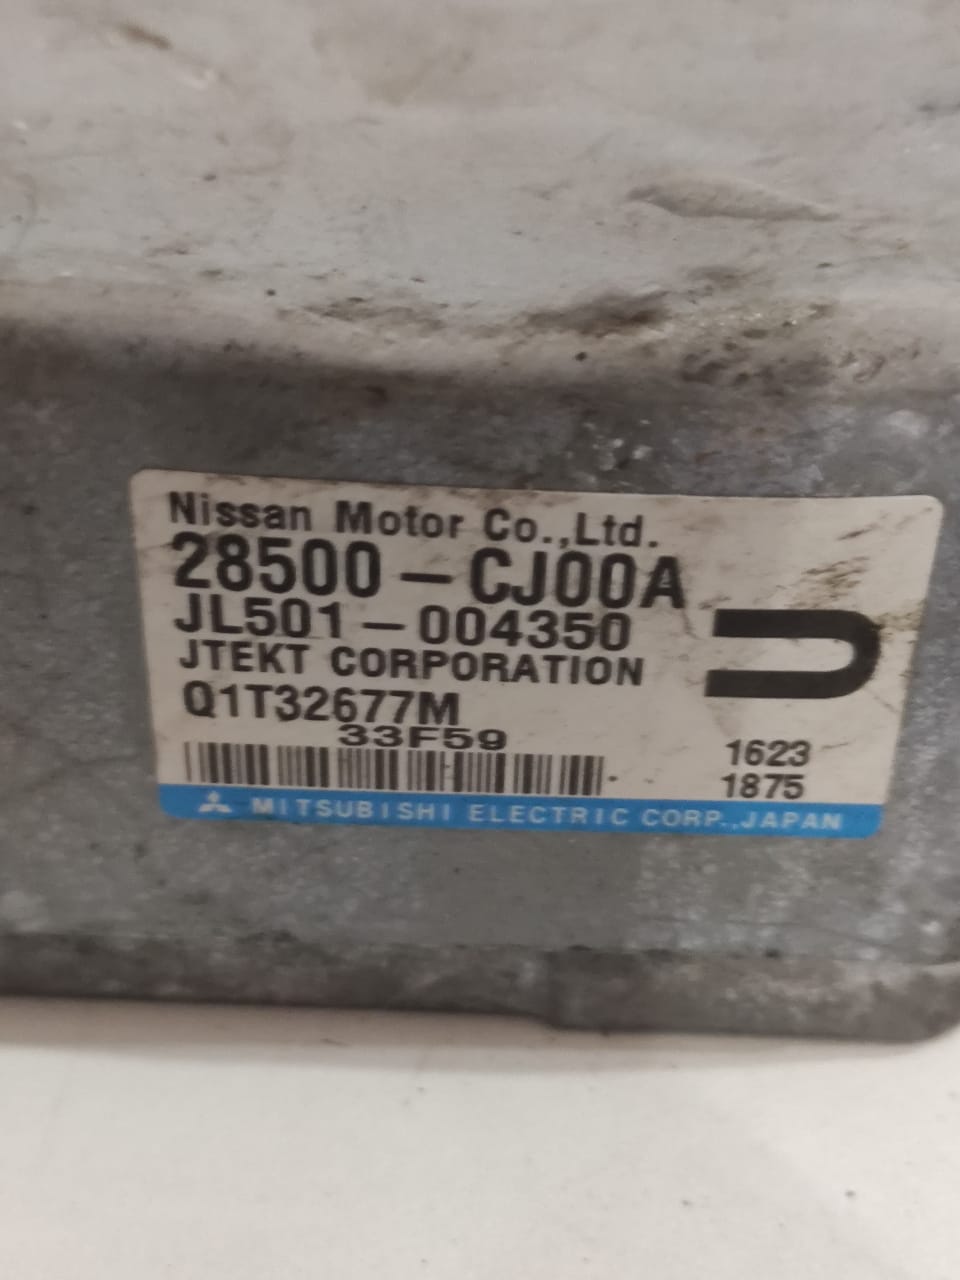 Nissan Motor Co.,Ltd.
28500-CJ00A
JL501-004350
JTEKT CORPORATION
Q1T32677M
33F59
1623
1875
MITSUBISHI ELECTRIC CORP.,JAPAN